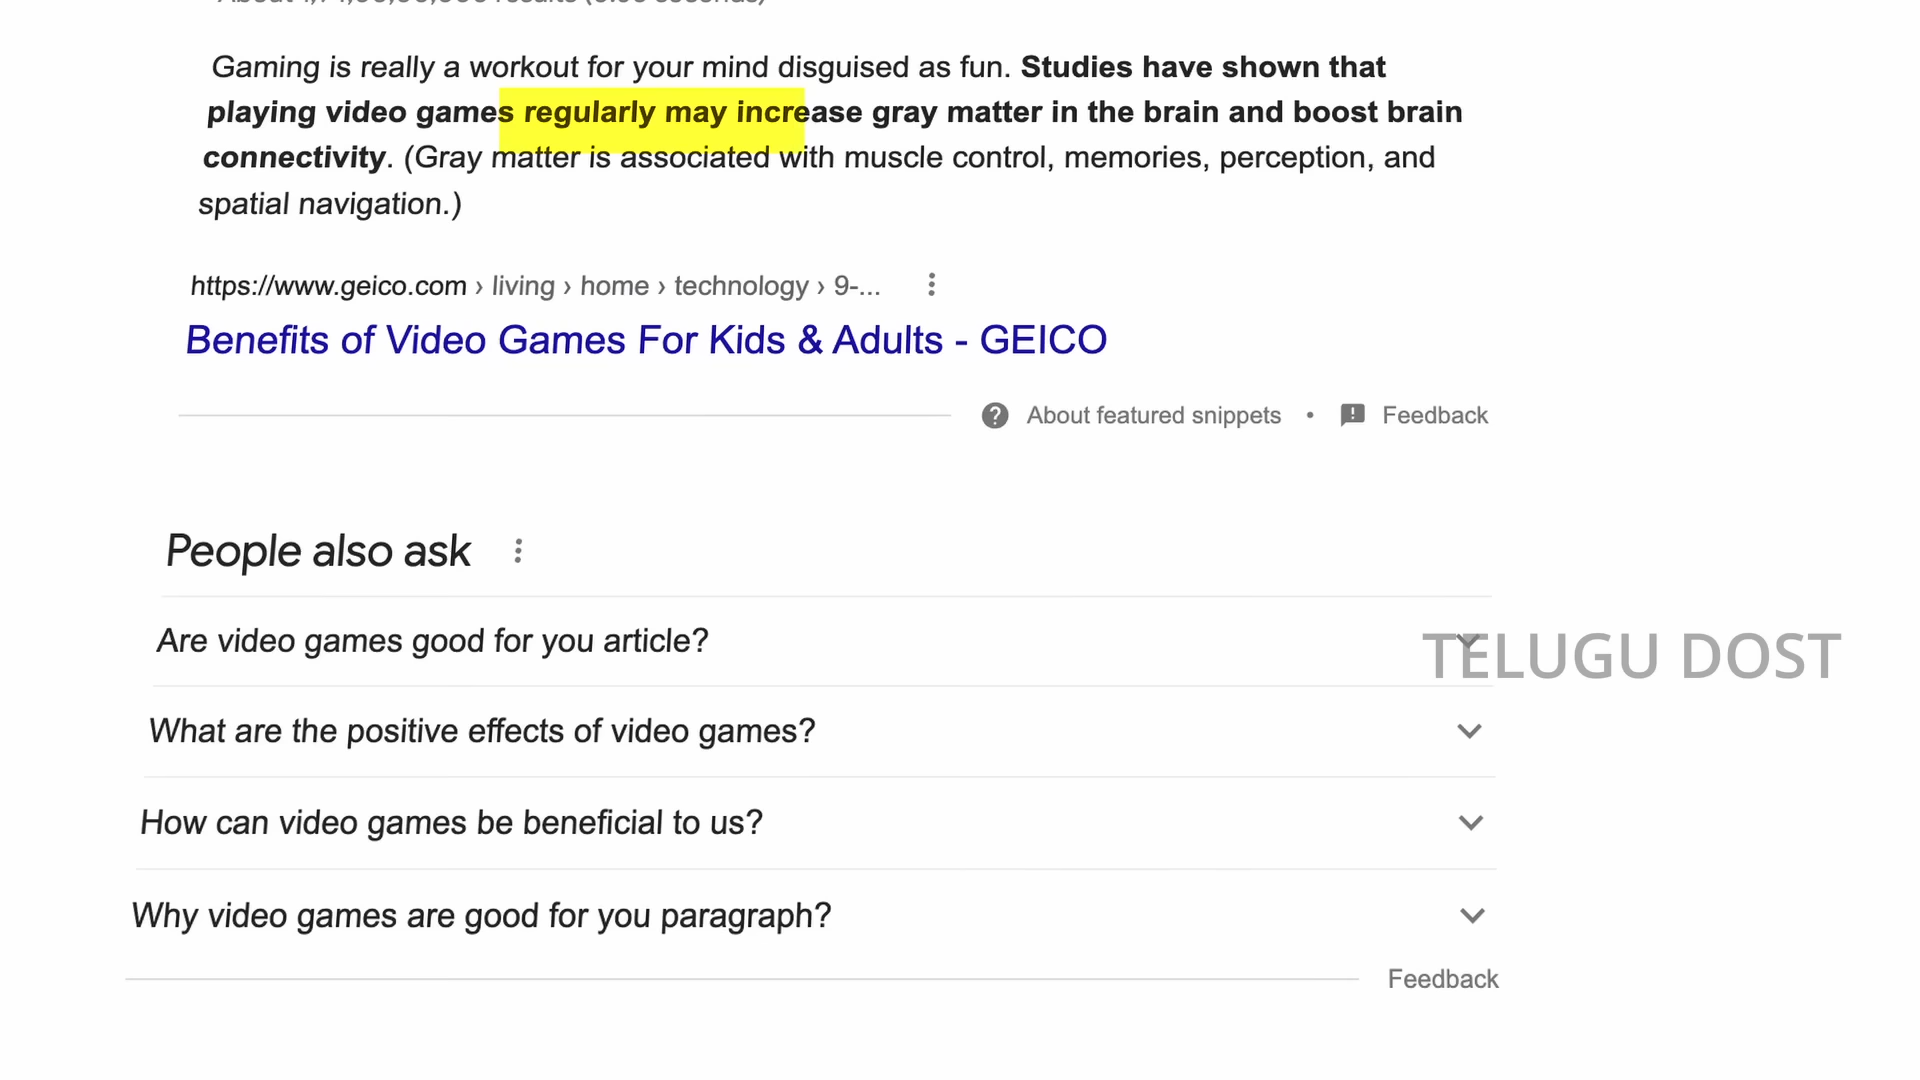 Gaming is really a workout for your mind disguised as fun. Studies have shown that
playing video games regularly may increase gray matter in the brain and boost brain
connectivity. (Gray matter is associated with muscle control, memories, perception, and
spatial navigation.)
https://www.geico.com › living › home › technology › 9-...
Benefits of Video Games For Kids & Adults - GEICO
About featured snippets • Feedback
People also ask
Are video games good for you article?
TELUGU DOST
What are the positive effects of video games?
How can video games be beneficial to us?
Why video games are good for you paragraph?
Feedback